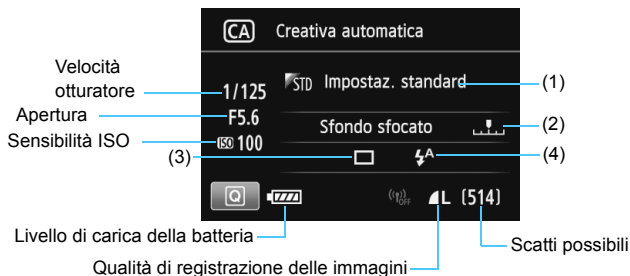 CA Creativa automatica
Velocità
otturatore
1/125
STD Impostaz. standard
(1)
Apertura
F5.6
Sfondo sfocato
(2)
Sensibilità ISO
ISO 100
(3)
A
(4)
Q
OFF
L [514]
Livello di carica della batteria
Scatti possibili
Qualità di registrazione delle immagini